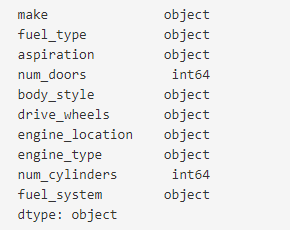 make object
fuel_type object
aspiration object
num_doors int64
body_style object
drive_wheels object
engine_location object
engine_type object
num_cylinders int64
fuel_system object
dtype: object